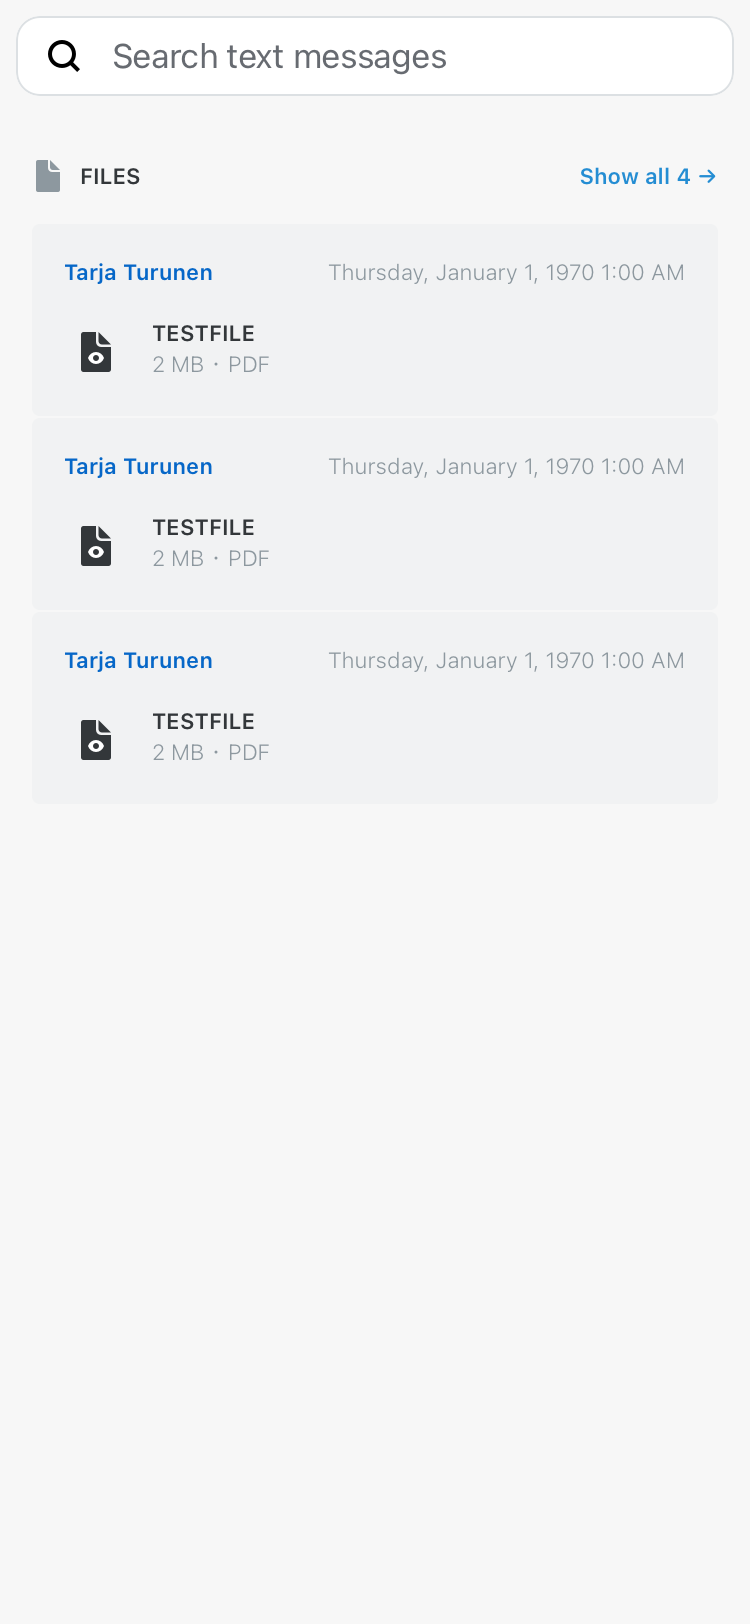 Search text messages
FILES
Show all 4 →
Tarja Turunen
Thursday, January 1, 1970 1:00 AM
TESTFILE
2 MB · PDF
Tarja Turunen
Thursday, January 1, 1970 1:00 AM
TESTFILE
2 MB · PDF
Tarja Turunen
Thursday, January 1, 1970 1:00 AM
TESTFILE
2 MB · PDF